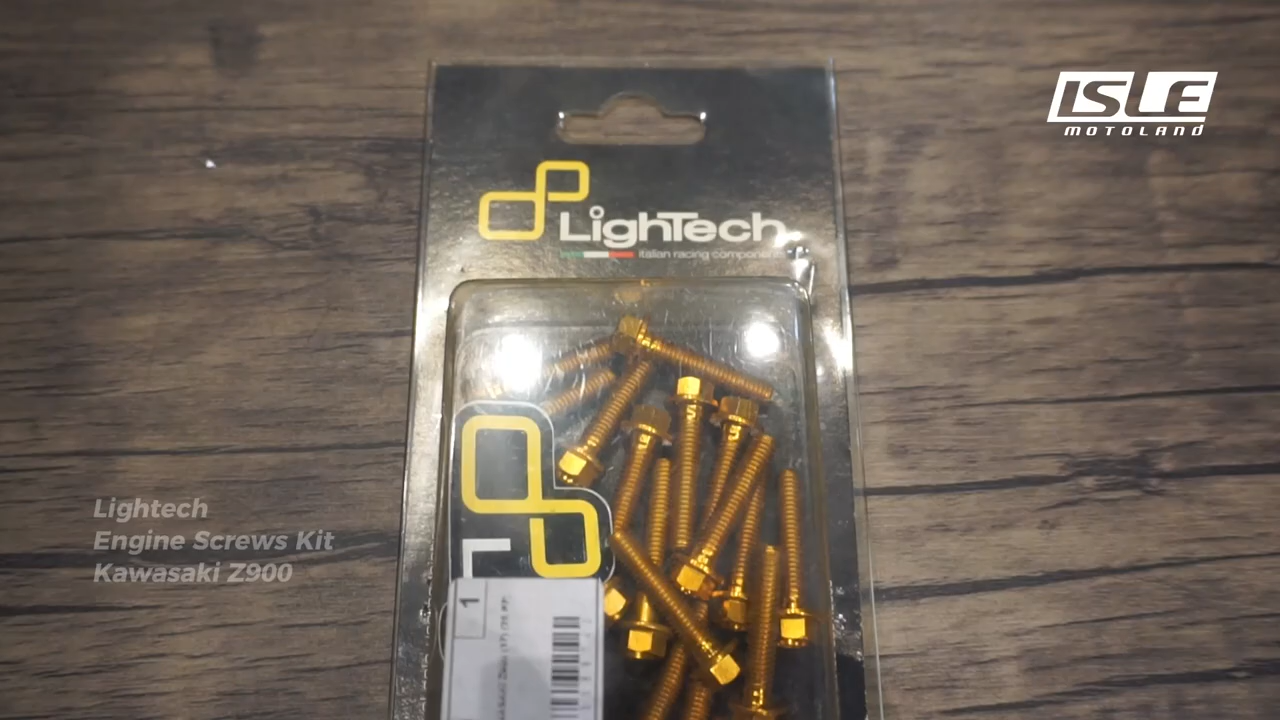 ISLE
MOTOLAND
LighTech
italian racing components
Lightech
Engine Screws Kit
Kawasaki Z900
1